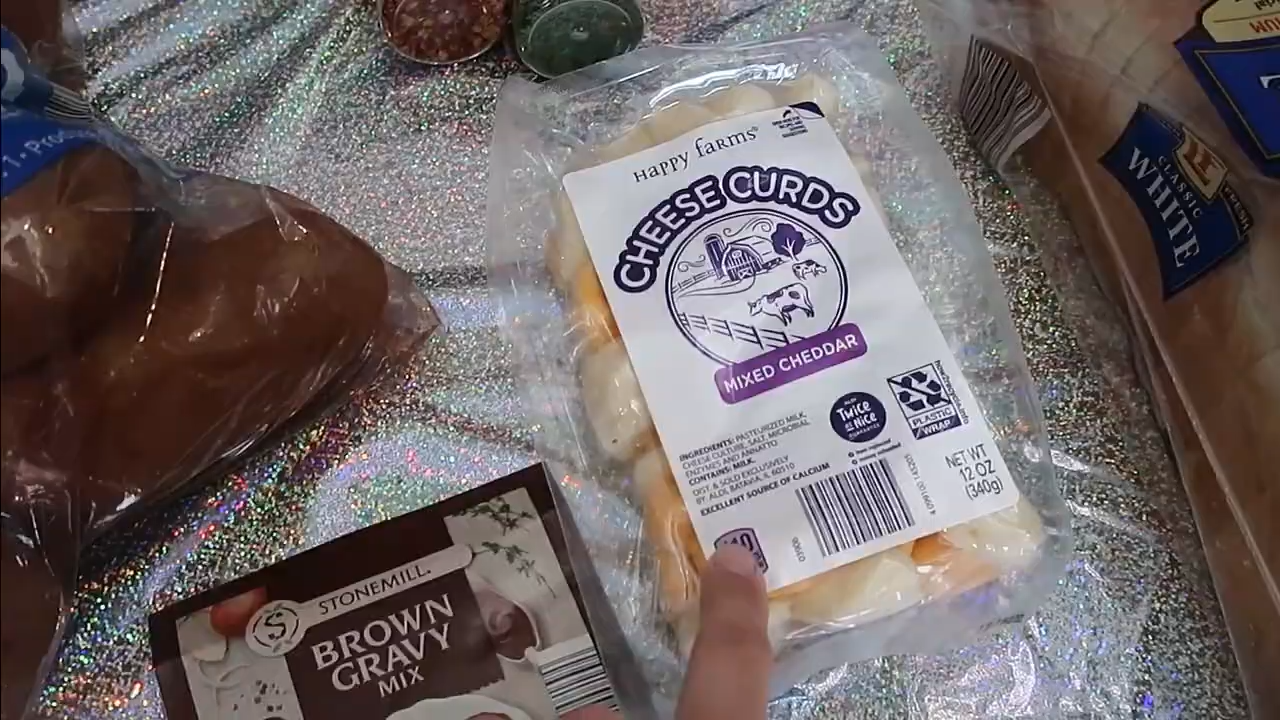 Happy farms®
CHEESE CURDS
MIXED CHEDDAR
INGREDIENTS: PASTEURIZED MILK,
CHEESE CULTURE, SALT, MICROBIAL
ENZYMES AND ANNATTO
CONTAINS: MILK.
DIST. & SOLD EXCLUSIVELY
BY: ALDI, BATAVIA, IL 60510
EXCELLENT SOURCE OF CALCIUM
Twice
as Nice
GUARANTEE
PLASTIC
WRAP
NET WT
12 OZ
(340g)
STONEMILL®
BROWN
GRAVY
MIX
CLASSIC
WHITE